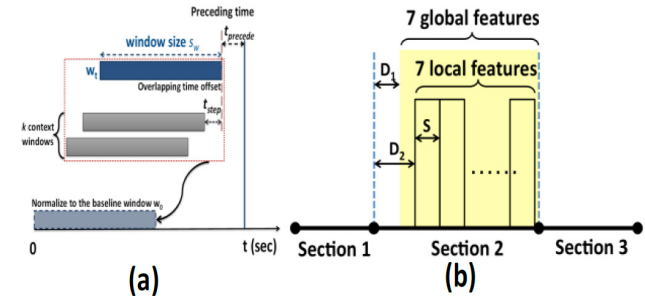 Preceding time
t_precede
window size s_w
w_t
Overlapping time offset
t_step
k context
windows
Normalize to the baseline window w_0
0
t (sec)
(a)
7 global features
D_1
7 local features
S
D_2
......
Section 1
Section 2
Section 3
(b)